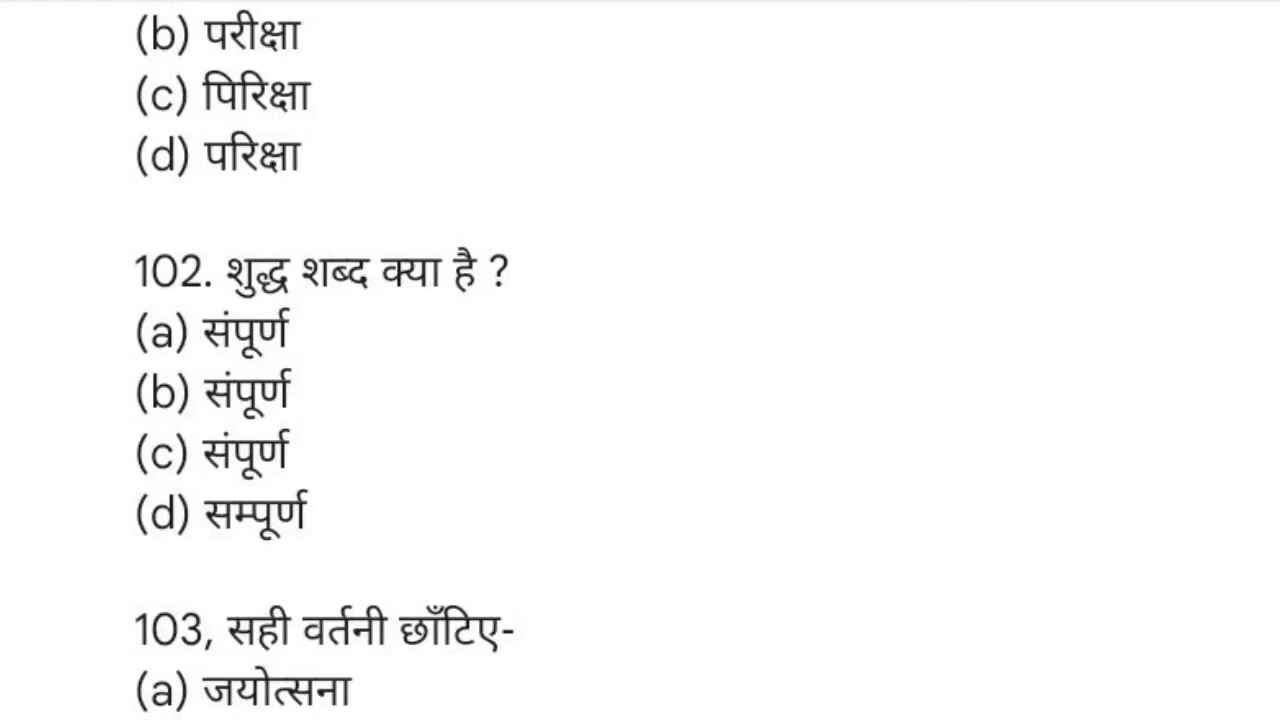 (b) परीक्षा
(c) पिरिक्षा
(d) परिक्षा
102. शुद्ध शब्द क्या है ?
(a) संपूर्ण
(b) संपूर्ण
(c) संपूर्ण
(d) सम्पूर्ण
103, सही वर्तनी छाँटिए-
(a) जयोत्सना